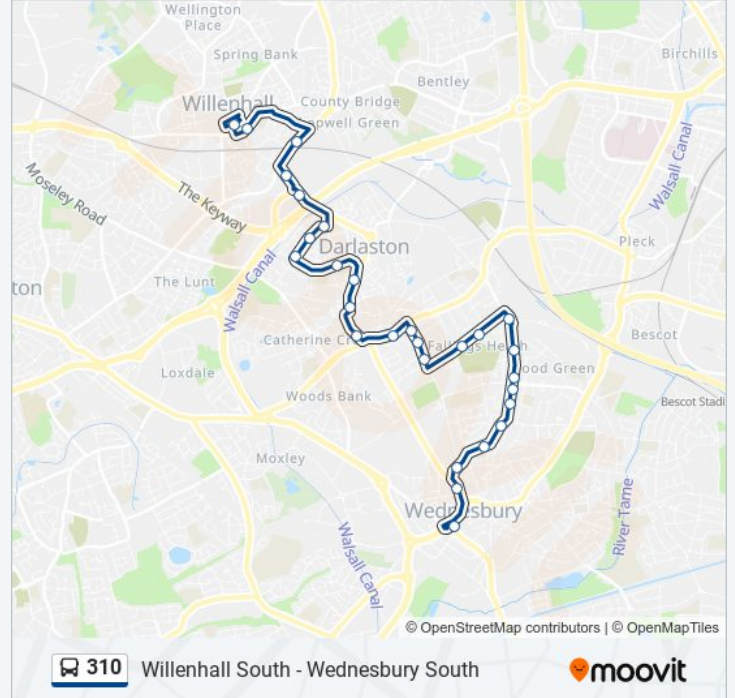 Wellington
Place
Spring Bank
Birchills
Bentley
Willenhall
County Bridge
Walsall Canal
Moseley Road
The Keyway
Pleck
Darlaston
Walsall Canal
The Lunt
Bescot
Catherine
Loxdale
Woods Bank
Bescot Stadi
Moxley
Wednesbury
River Tame
Walsall Canal
© OpenStreetMap contributors | © OpenMapTiles
310
Willenhall South - Wednesbury South
moovit